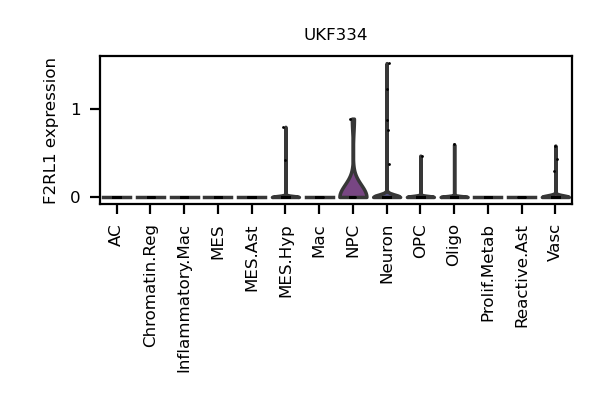 UKF334
F2RL1 expression
1
0
AC
Chromatin.Reg
Inflammatory.Mac
MES
MES.Ast
MES.Hyp
Mac
NPC
Neuron
OPC
Oligo
Prolif.Metab
Reactive.Ast
Vasc